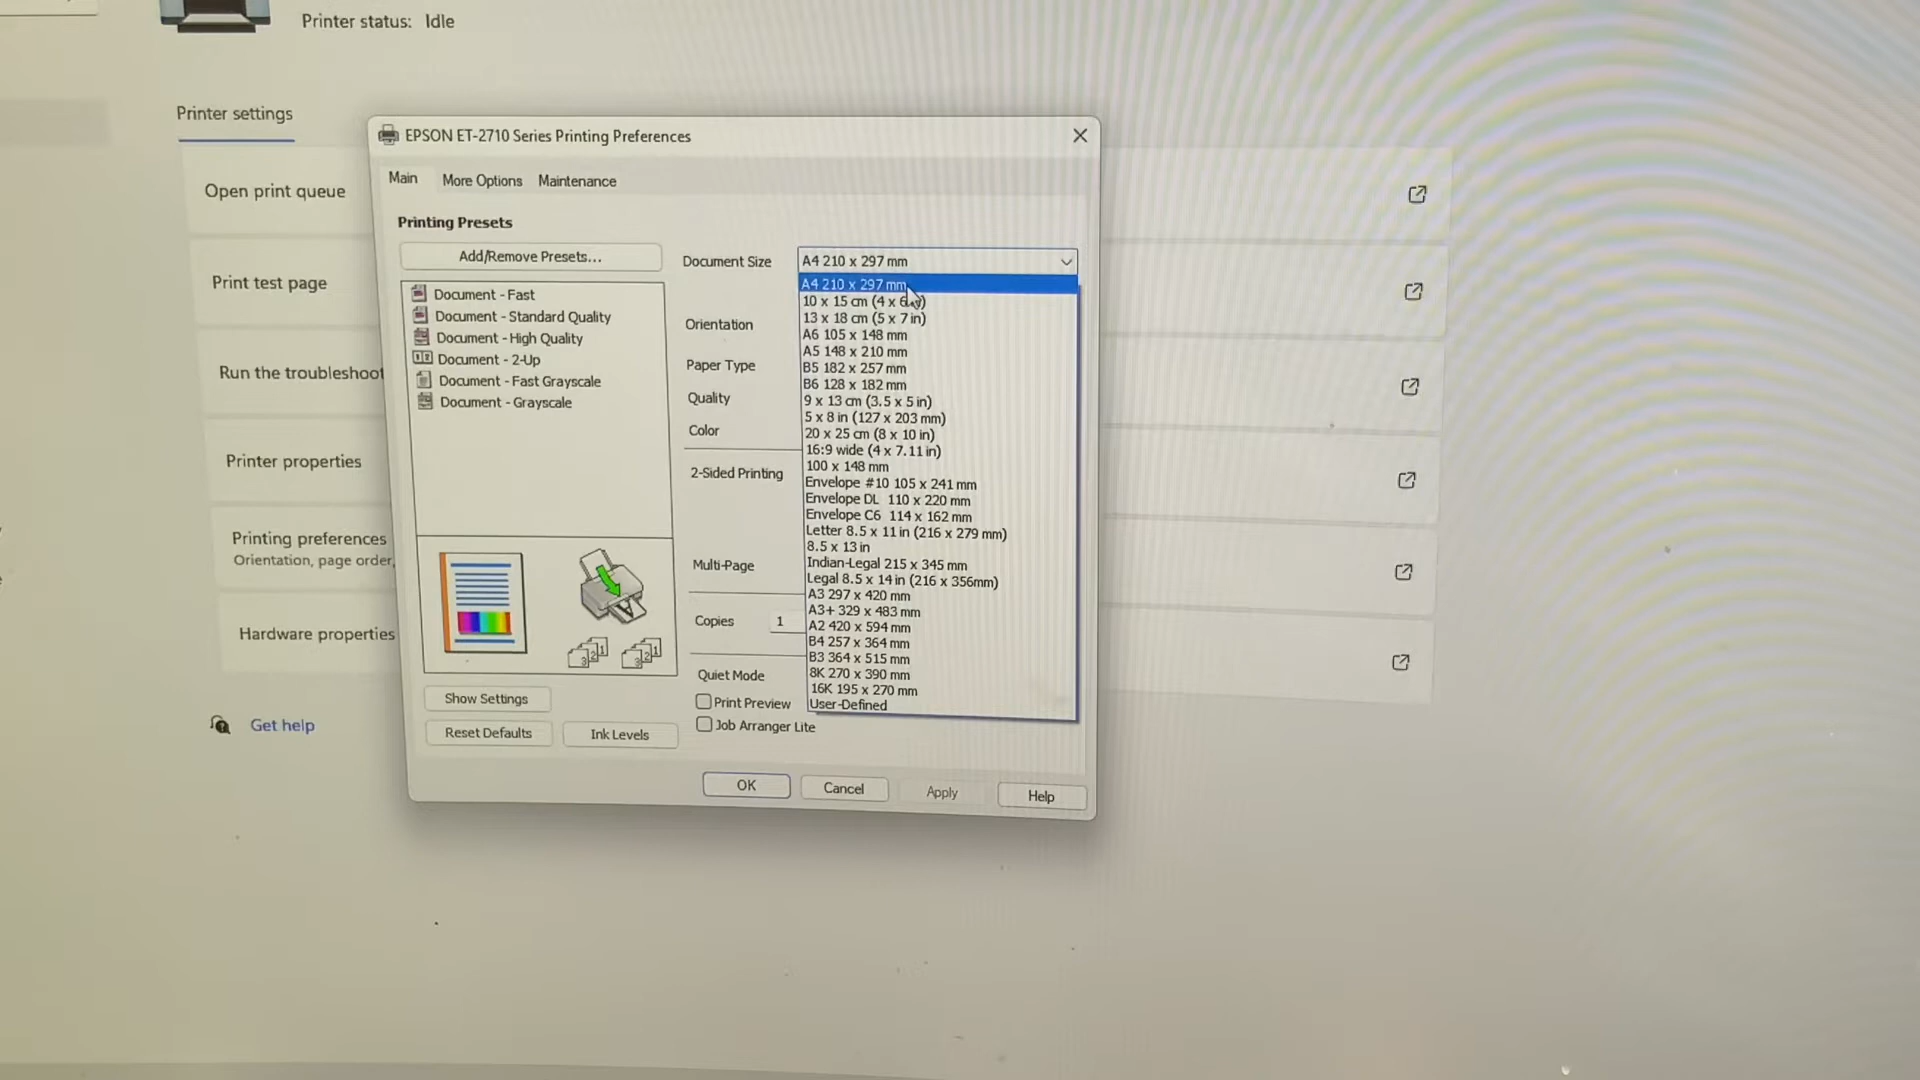 Printer status: Idle
Printer settings
Open print queue
Print test page
Run the troubleshoot
Printer properties
Printing preferences
Orientation, page order,
Hardware properties
Get help
EPSON ET-2710 Series Printing Preferences
Main More Options Maintenance
Printing Presets
Add/Remove Presets...
Document - Fast
Document - Standard Quality
Document - High Quality
Document - 2-Up
Document - Fast Grayscale
Document - Grayscale
Show Settings
Reset Defaults
Ink Levels
Document Size
A4 210 x 297 mm
Orientation
Paper Type
Quality
Color
2-Sided Printing
Multi-Page
Copies 1
Quiet Mode
Print Preview
Job Arranger Lite
A4 210 x 297 mm
10 x 15 cm (4 x 6 in)
13 x 18 cm (5 x 7 in)
A6 105 x 148 mm
A5 148 x 210 mm
B5 182 x 257 mm
B6 128 x 182 mm
9 x 13 cm (3.5 x 5 in)
5 x 8 in (127 x 203 mm)
20 x 25 cm (8 x 10 in)
16:9 wide (4 x 7.11 in)
100 x 148 mm
Envelope #10 105 x 241 mm
Envelope DL 110 x 220 mm
Envelope C6 114 x 162 mm
Letter 8.5 x 11 in (216 x 279 mm)
8.5 x 13 in
Indian-Legal 215 x 345 mm
Legal 8.5 x 14 in (216 x 356mm)
A3 297 x 420 mm
A3+ 329 x 483 mm
A2 420 x 594 mm
B4 257 x 364 mm
B3 364 x 515 mm
8K 270 x 390 mm
16K 195 x 270 mm
User-Defined
OK
Cancel
Apply
Help